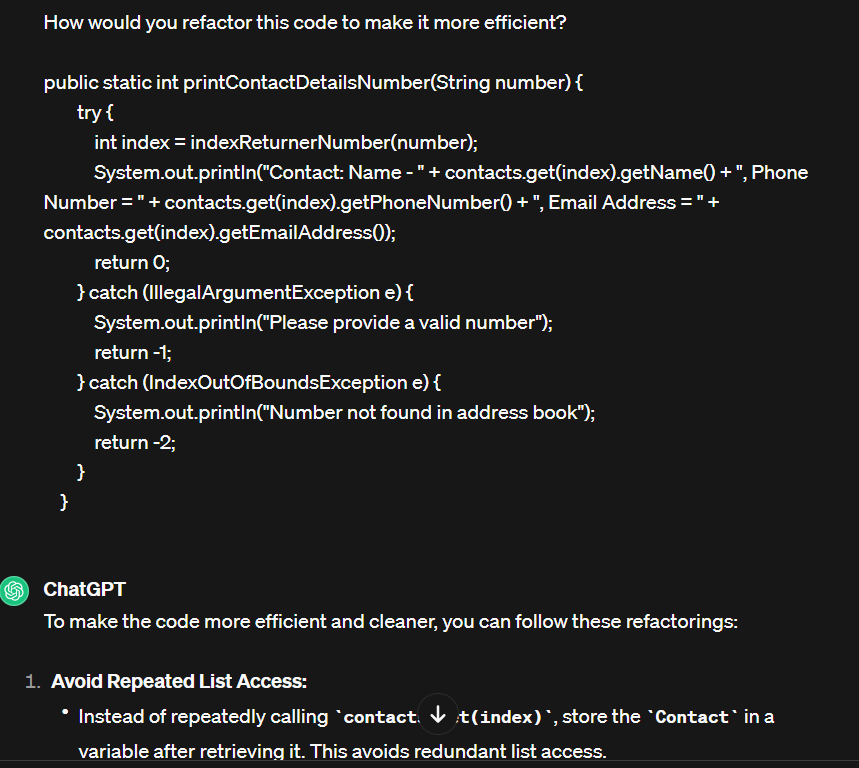 How would you refactor this code to make it more efficient?
public static int printContactDetailsNumber(String number) {
try {
int index = indexReturnerNumber(number);
System.out.println("Contact: Name - " + contacts.get(index).getName() + ", Phone
Number = " + contacts.get(index).getPhoneNumber() + ", Email Address = " +
contacts.get(index).getEmailAddress());
return 0;
} catch (IllegalArgumentException e) {
System.out.println("Please provide a valid number");
return -1;
} catch (IndexOutOfBoundsException e) {
System.out.println("Number not found in address book");
return -2;
}
}
ChatGPT
To make the code more efficient and cleaner, you can follow these refactorings:
1. Avoid Repeated List Access:
• Instead of repeatedly calling `contact t(index)`, store the `Contact` in a
variable after retrieving it. This avoids redundant list access.